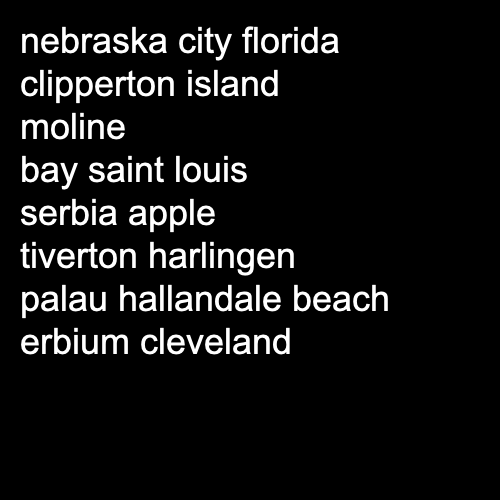 nebraska city florida
clipperton island
moline
bay saint louis
serbia apple
tiverton harlingen
palau hallandale beach
erbium cleveland